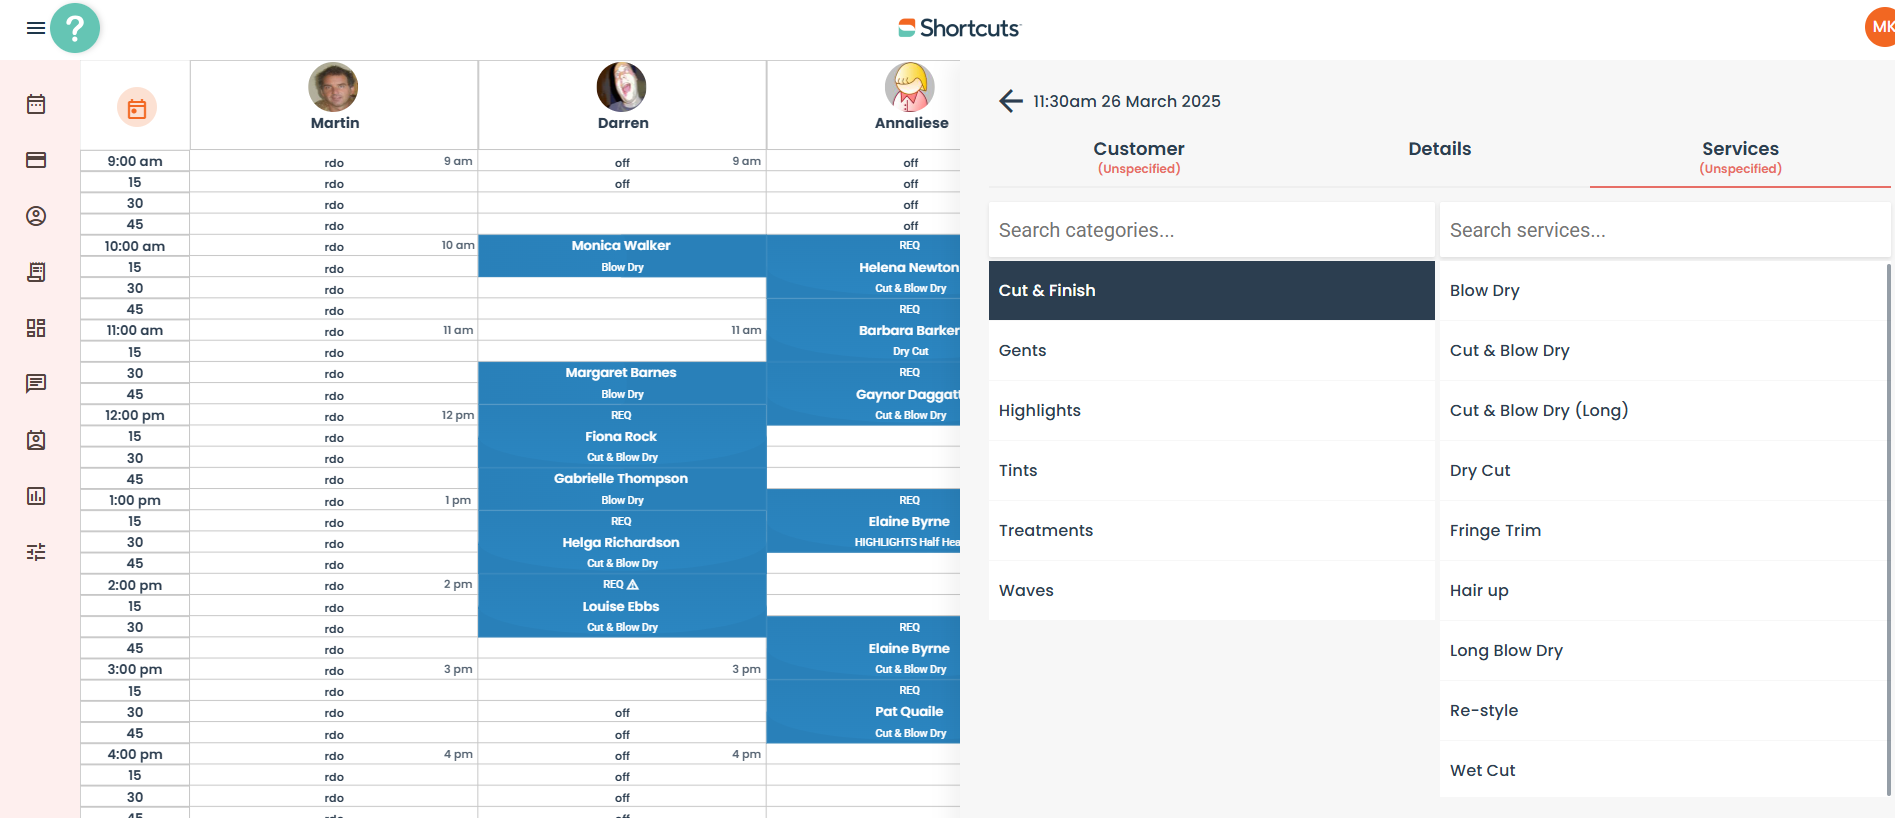 ?
Shortcuts
MK
Martin
Darren
Annaliese
9:00 am rdo 9 am off 9 am off
15 rdo off off
30 rdo off
45 rdo off
10:00 am rdo 10 am Monica Walker REQ
15 rdo Blow Dry Helena Newton
30 rdo Cut & Blow Dry
45 rdo REQ
11:00 am rdo 11 am 11 am Barbara Barker
15 rdo Dry Cut
30 rdo Margaret Barnes REQ
45 rdo Blow Dry Gaynor Daggatt
12:00 pm rdo 12 pm REQ Cut & Blow Dry
15 rdo Fiona Rock
30 rdo Cut & Blow Dry
45 rdo Gabrielle Thompson
1:00 pm rdo 1 pm Blow Dry REQ
15 rdo REQ Elaine Byrne
30 rdo Helga Richardson HIGHLIGHTS Half Hea
45 rdo Cut & Blow Dry
2:00 pm rdo 2 pm REQ
15 rdo Louise Ebbs
30 rdo Cut & Blow Dry REQ
45 rdo Elaine Byrne
3:00 pm rdo 3 pm 3 pm Cut & Blow Dry
15 rdo REQ
30 rdo off Pat Quaile
45 rdo off Cut & Blow Dry
4:00 pm rdo 4 pm off 4 pm
15 rdo off
30 rdo off
45 rdo off
11:30am 26 March 2025
Customer
(Unspecified)
Details
Services
(Unspecified)
Search categories...
Cut & Finish
Gents
Highlights
Tints
Treatments
Waves
Search services...
Blow Dry
Cut & Blow Dry
Cut & Blow Dry (Long)
Dry Cut
Fringe Trim
Hair up
Long Blow Dry
Re-style
Wet Cut